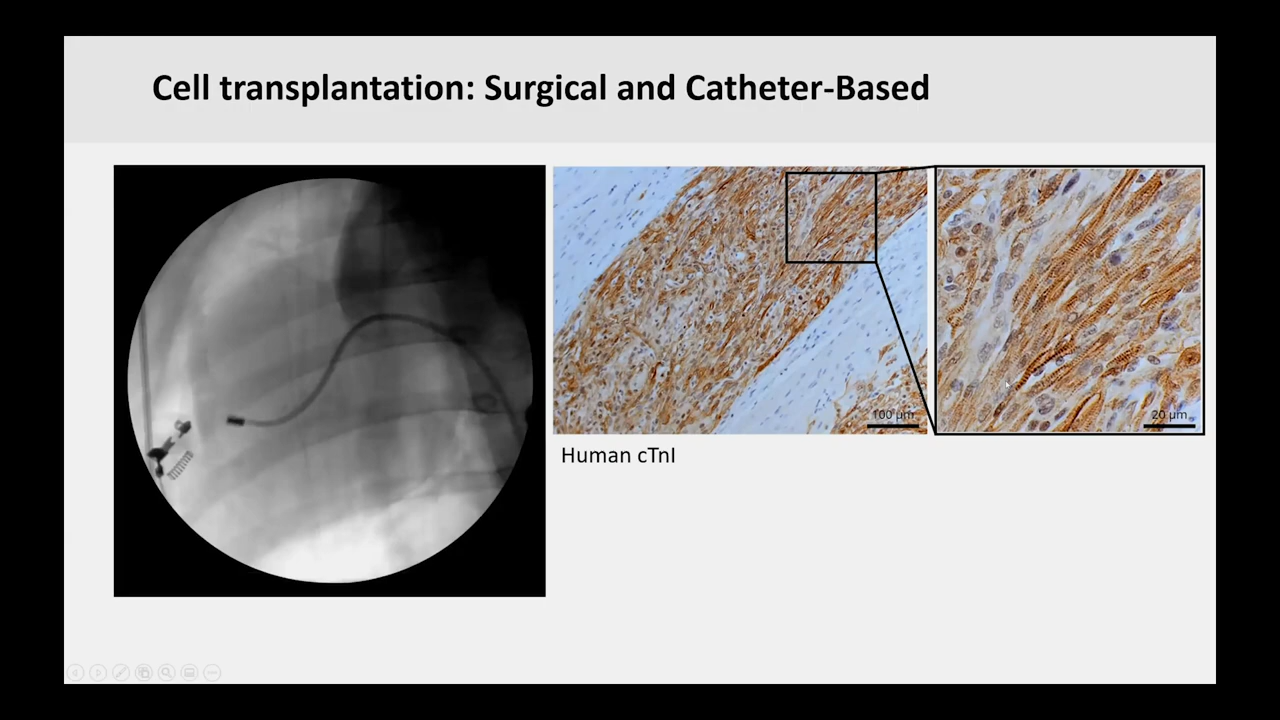 Cell transplantation: Surgical and Catheter-Based
100 µm
20 µm
Human cTnI